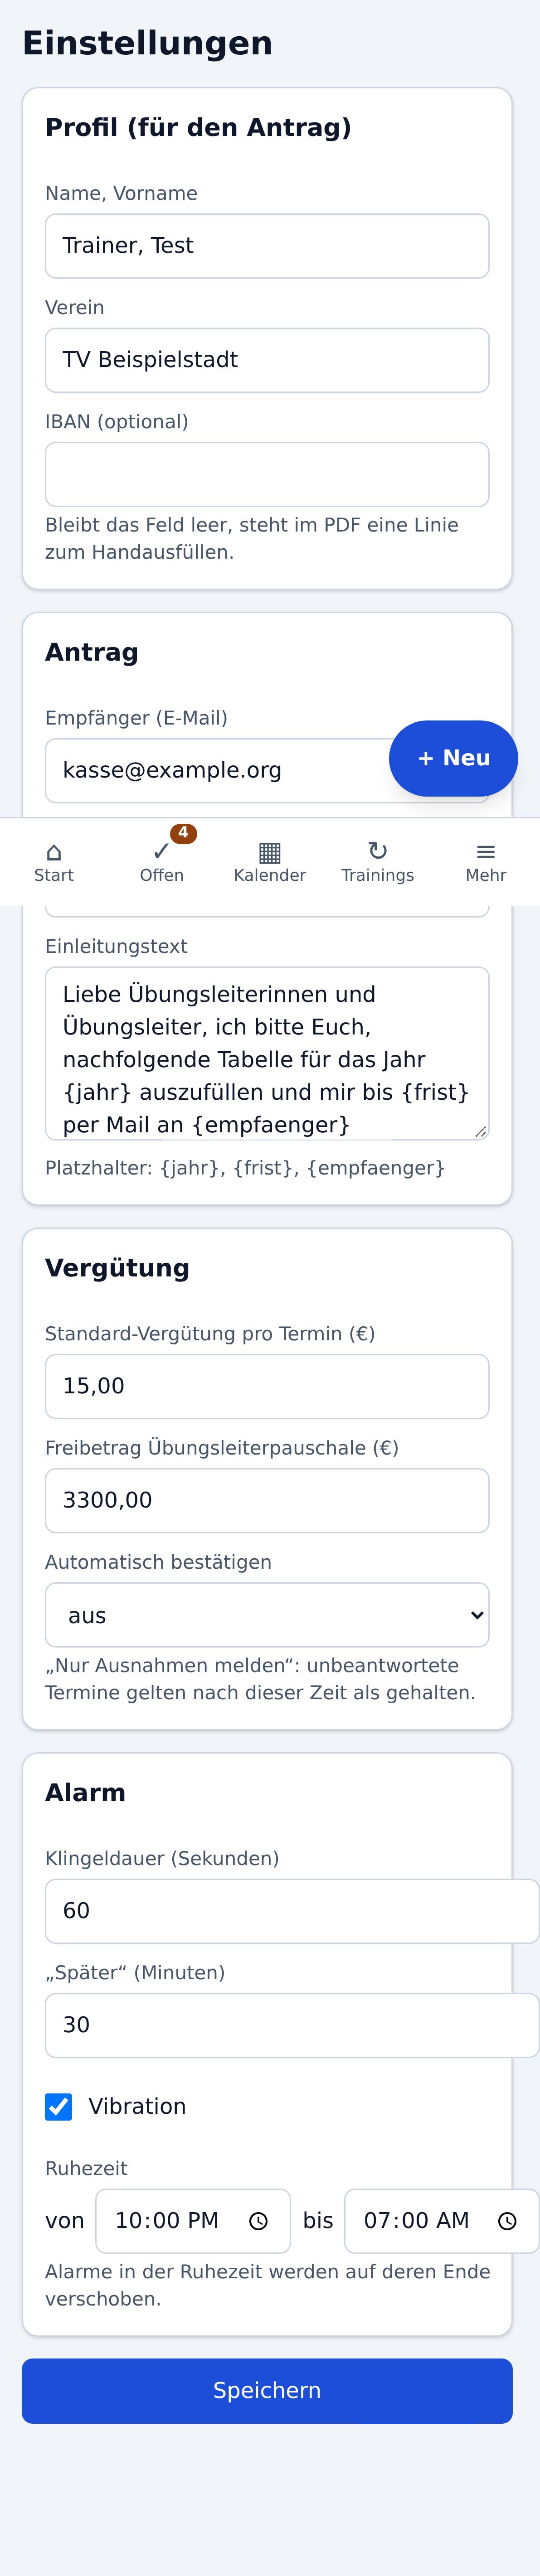 Einstellungen
Profil (für den Antrag)
Name, Vorname
Trainer, Test
Verein
TV Beispielstadt
IBAN (optional)
Bleibt das Feld leer, steht im PDF eine Linie
zum Handausfüllen.
Antrag
Empfänger (E-Mail)
kasse@example.org
+ Neu
4
Start
Offen
Kalender
Trainings
Mehr
Einleitungstext
Liebe Übungsleiterinnen und
Übungsleiter, ich bitte Euch,
nachfolgende Tabelle für das Jahr
{jahr} auszufüllen und mir bis {frist}
per Mail an {empfaenger}
Platzhalter: {jahr}, {frist}, {empfaenger}
Vergütung
Standard-Vergütung pro Termin (€)
15,00
Freibetrag Übungsleiterpauschale (€)
3300,00
Automatisch bestätigen
aus
„Nur Ausnahmen melden“: unbeantwortete
Termine gelten nach dieser Zeit als gehalten.
Alarm
Klingeldauer (Sekunden)
60
„Später“ (Minuten)
30
Vibration
Ruhezeit
von 10:00 PM bis 07:00 AM
Alarme in der Ruhezeit werden auf deren Ende
verschoben.
Speichern